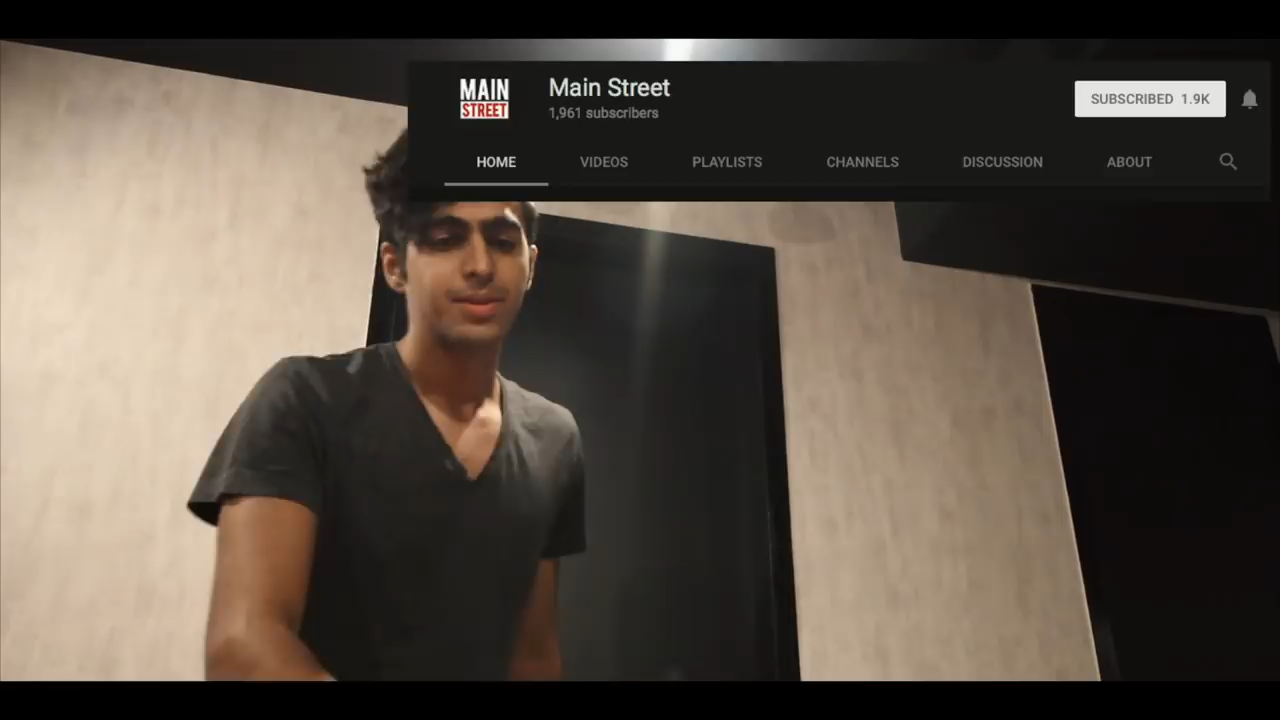 MAIN
STREET
Main Street
1,961 subscribers
SUBSCRIBED 1.9K
HOME VIDEOS PLAYLISTS CHANNELS DISCUSSION ABOUT